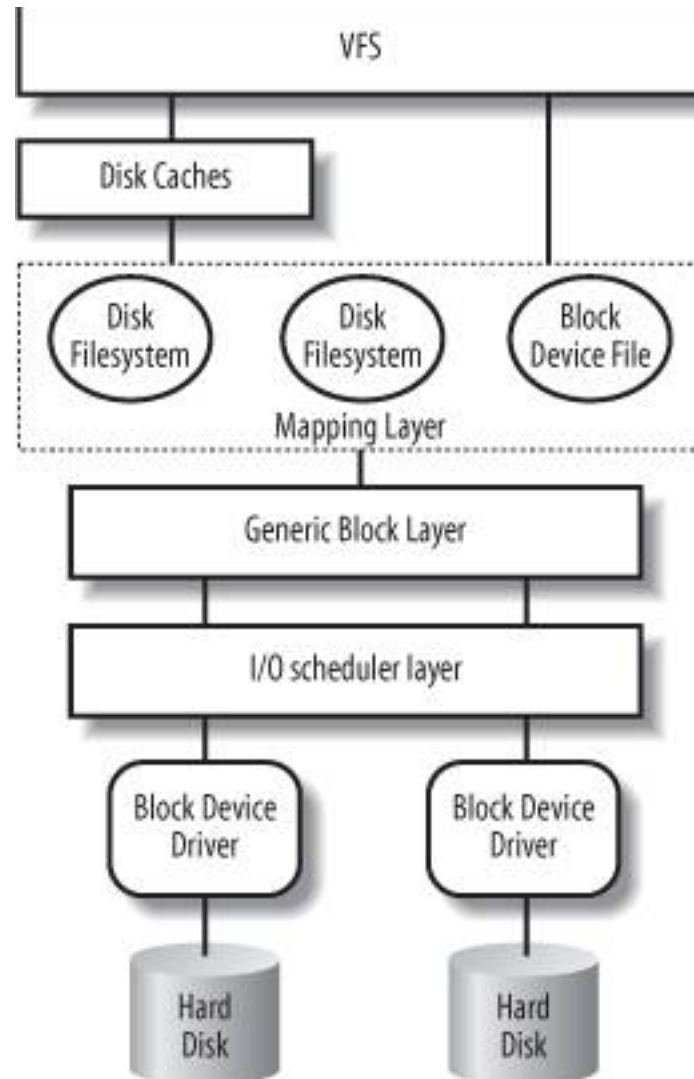 VFS
Disk Caches
Disk
Filesystem
Disk
Filesystem
Block
Device File
Mapping Layer
Generic Block Layer
I/O scheduler layer
Block Device
Driver
Block Device
Driver
Hard
Disk
Hard
Disk